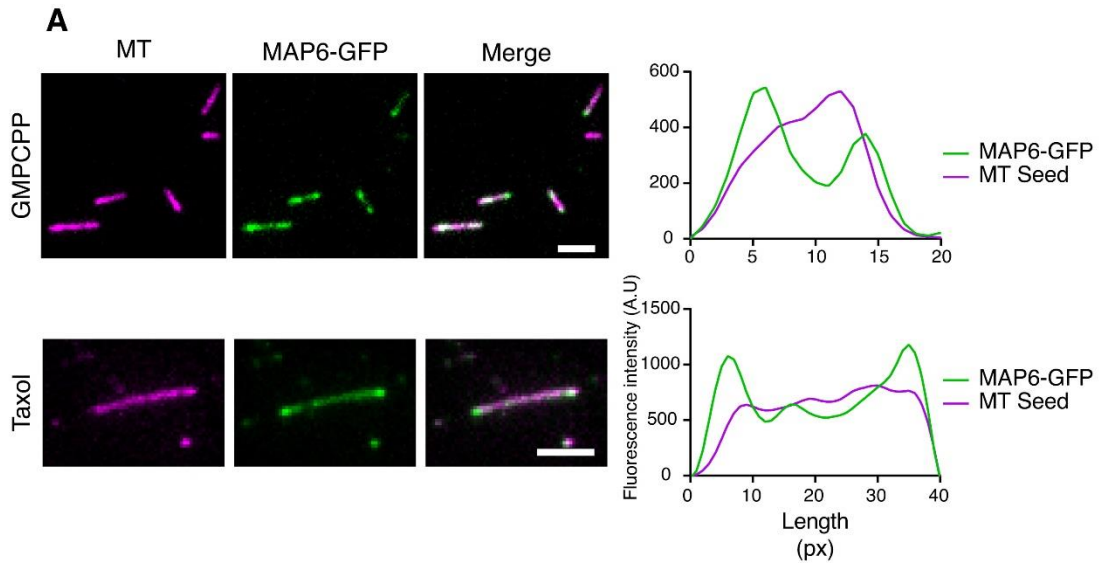 A
MT
MAP6-GFP
Merge
GMPCPP
600
400
200
0
0
5
10
15
20
MAP6-GFP
MT Seed
Taxol
Fluorescence intensity (A.U)
1500
1000
500
0
0
10
20
30
40
MAP6-GFP
MT Seed
Length
(px)